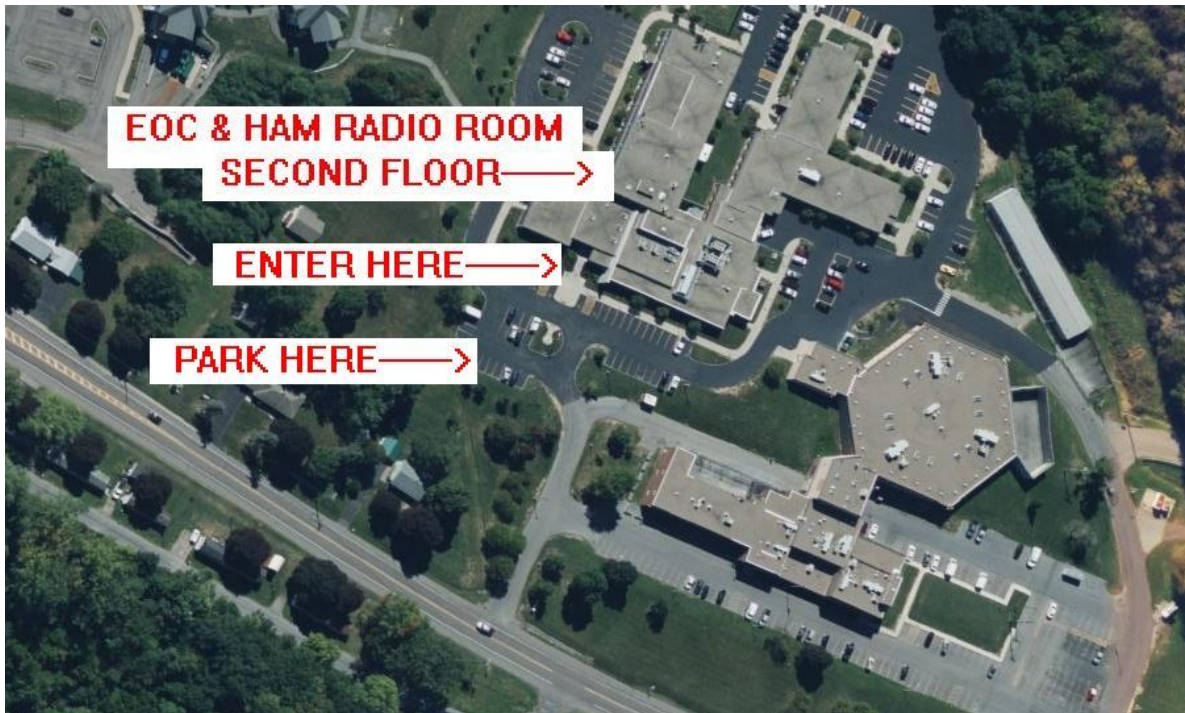 EOC & HAM RADIO ROOM
SECOND FLOOR→
ENTER HERE→
PARK HERE→